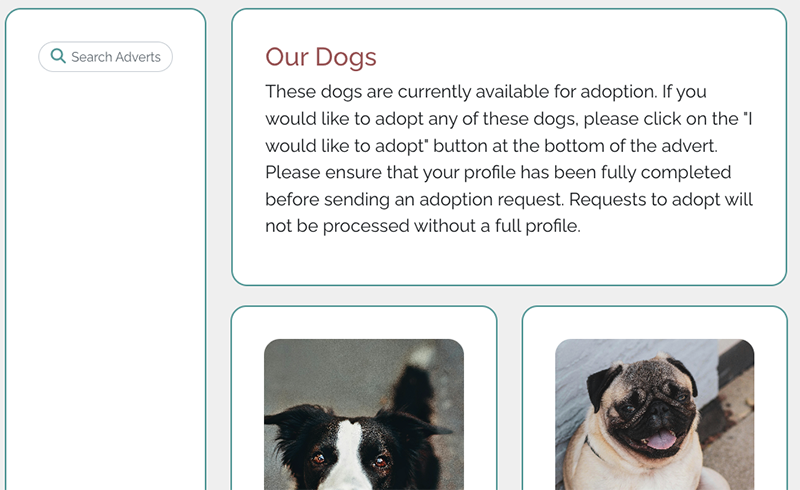 Search Adverts
Our Dogs
These dogs are currently available for adoption. If you
would like to adopt any of these dogs, please click on the "I
would like to adopt" button at the bottom of the advert.
Please ensure that your profile has been fully completed
before sending an adoption request. Requests to adopt will
not be processed without a full profile.